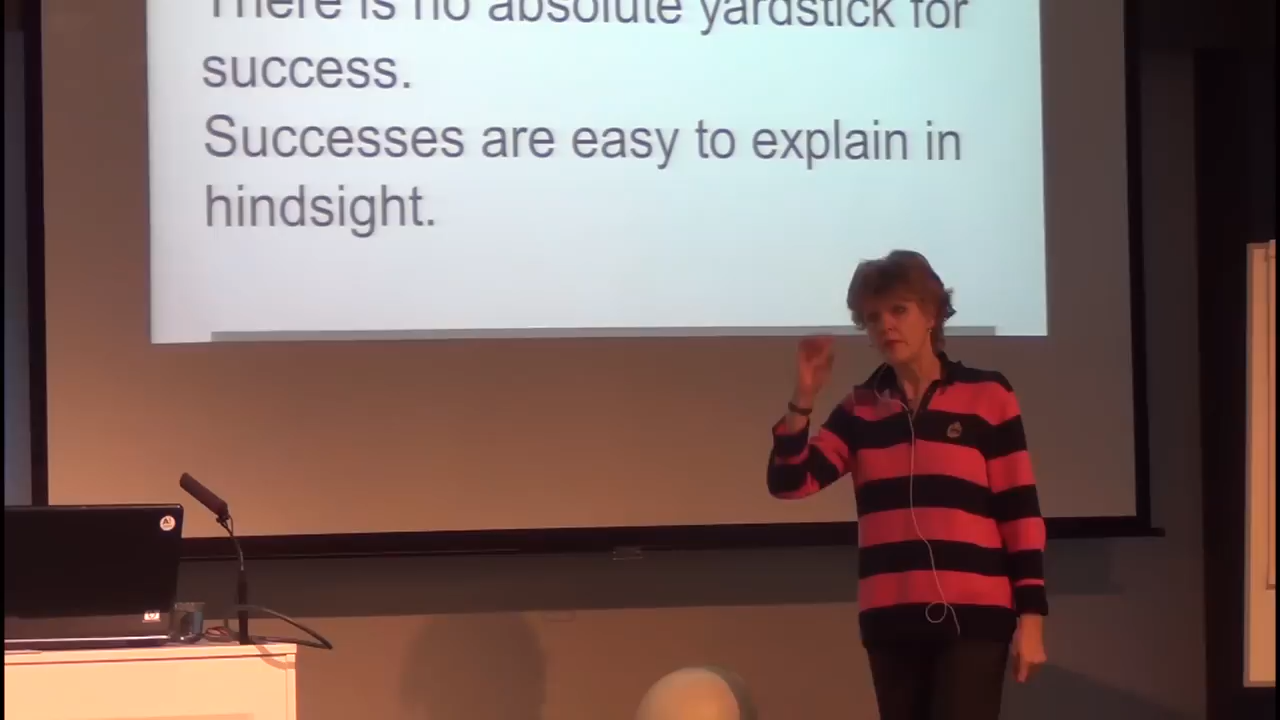 There is no absolute yardstick for
success.
Successes are easy to explain in
hindsight.